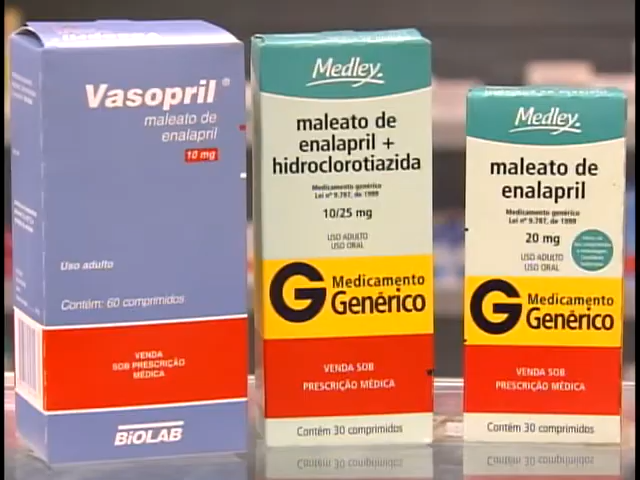 Vasopril®
maleato de
enalapril
10 mg
Uso adulto
Contém: 60 comprimidos
VENDA
SOB PRESCRIÇÃO
MÉDICA
BIOLAB
Medley.
maleato de
enalapril +
hidroclorotiazida
Medicamento genérico
Lei nº 9.787, de 1999
10/25 mg
USO ADULTO
USO ORAL
G Medicamento
Genérico
VENDA SOB
PRESCRIÇÃO MÉDICA
Contém 30 comprimidos
Medley.
maleato de
enalapril
Medicamento genérico
Lei nº 9.787, de 1999
20 mg
USO ADULTO
USO ORAL
G Medicamento
Genérico
VENDA SOB
PRESCRIÇÃO MÉDICA
Contém 30 comprimidos